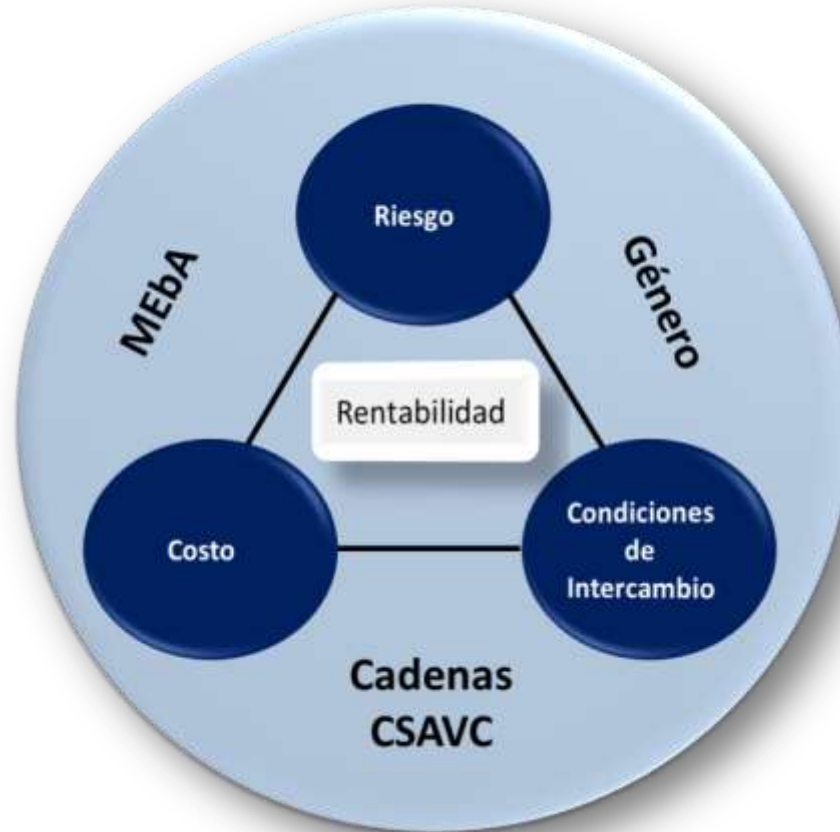 Riesgo
MEbA
Género
Rentabilidad
Costo
Condiciones
de
Intercambio
Cadenas
CSAVC